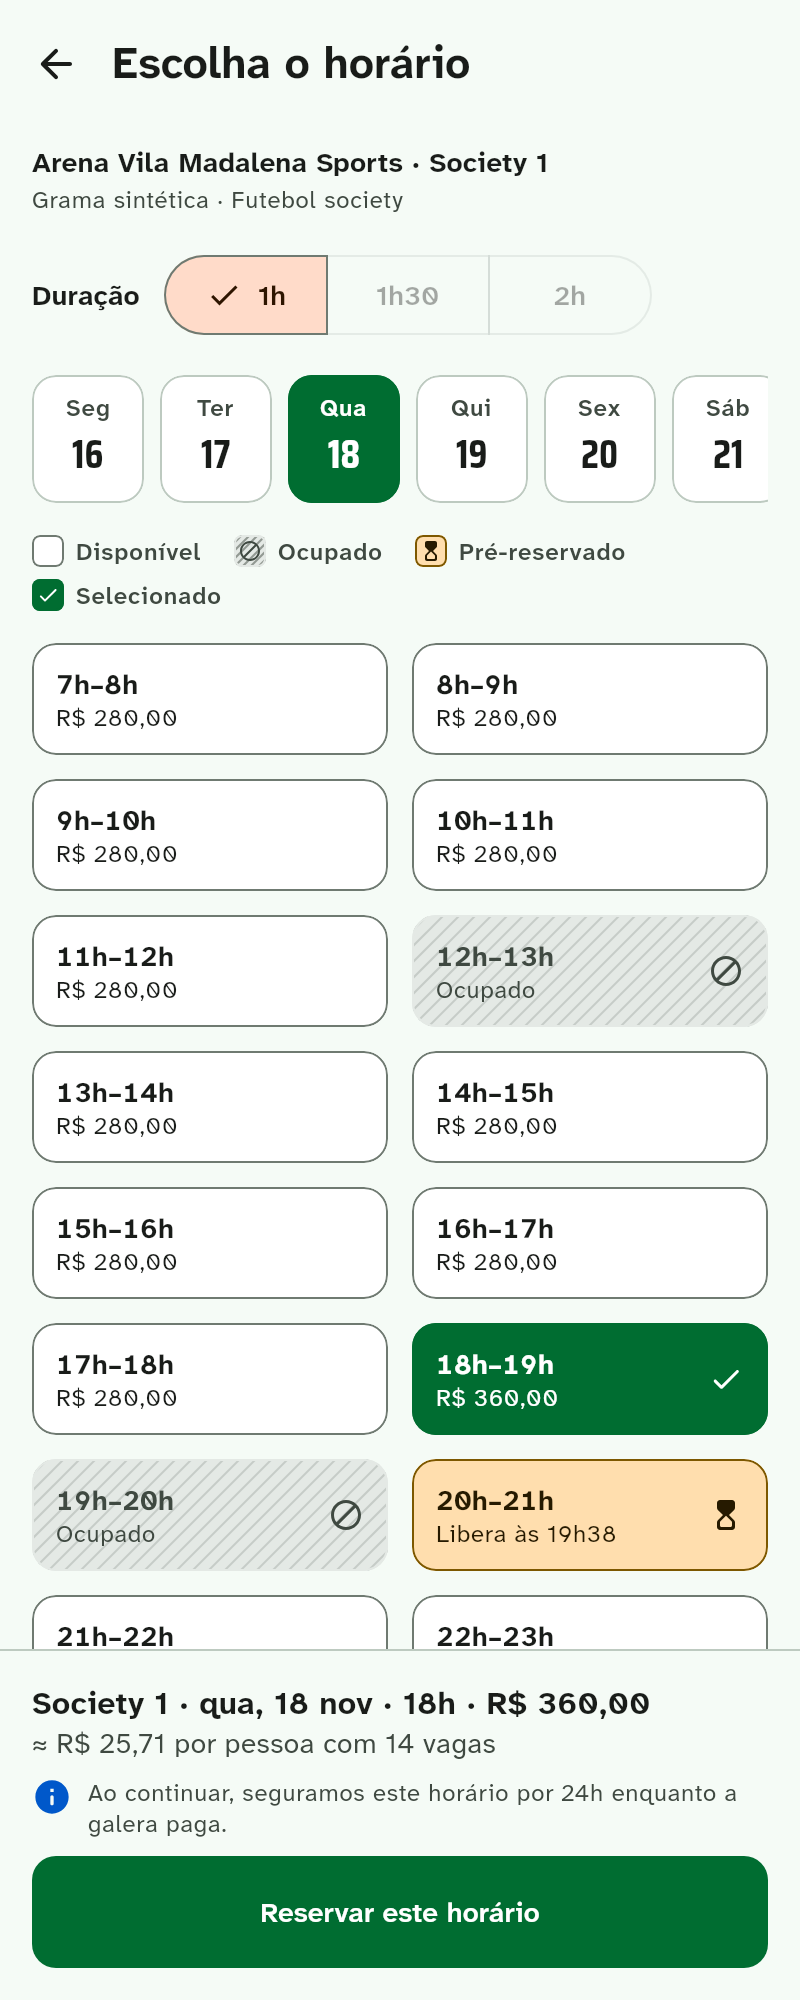 Escolha o horário
Arena Vila Madalena Sports · Society 1
Grama sintética · Futebol society
Duração 1h 1h30 2h
Seg Ter Qua Qui Sex Sáb
16 17 18 19 20 21
Disponível Ocupado Pré-reservado
Selecionado
7h–8h 8h–9h
R$ 280,00 R$ 280,00
9h–10h 10h–11h
R$ 280,00 R$ 280,00
11h–12h 12h–13h
R$ 280,00 Ocupado
13h–14h 14h–15h
R$ 280,00 R$ 280,00
15h–16h 16h–17h
R$ 280,00 R$ 280,00
17h–18h 18h–19h
R$ 280,00 R$ 360,00
19h–20h 20h–21h
Ocupado Libera às 19h38
21h–22h 22h–23h
Society 1 · qua, 18 nov · 18h · R$ 360,00
≈ R$ 25,71 por pessoa com 14 vagas
Ao continuar, seguramos este horário por 24h enquanto a
galera paga.
Reservar este horário